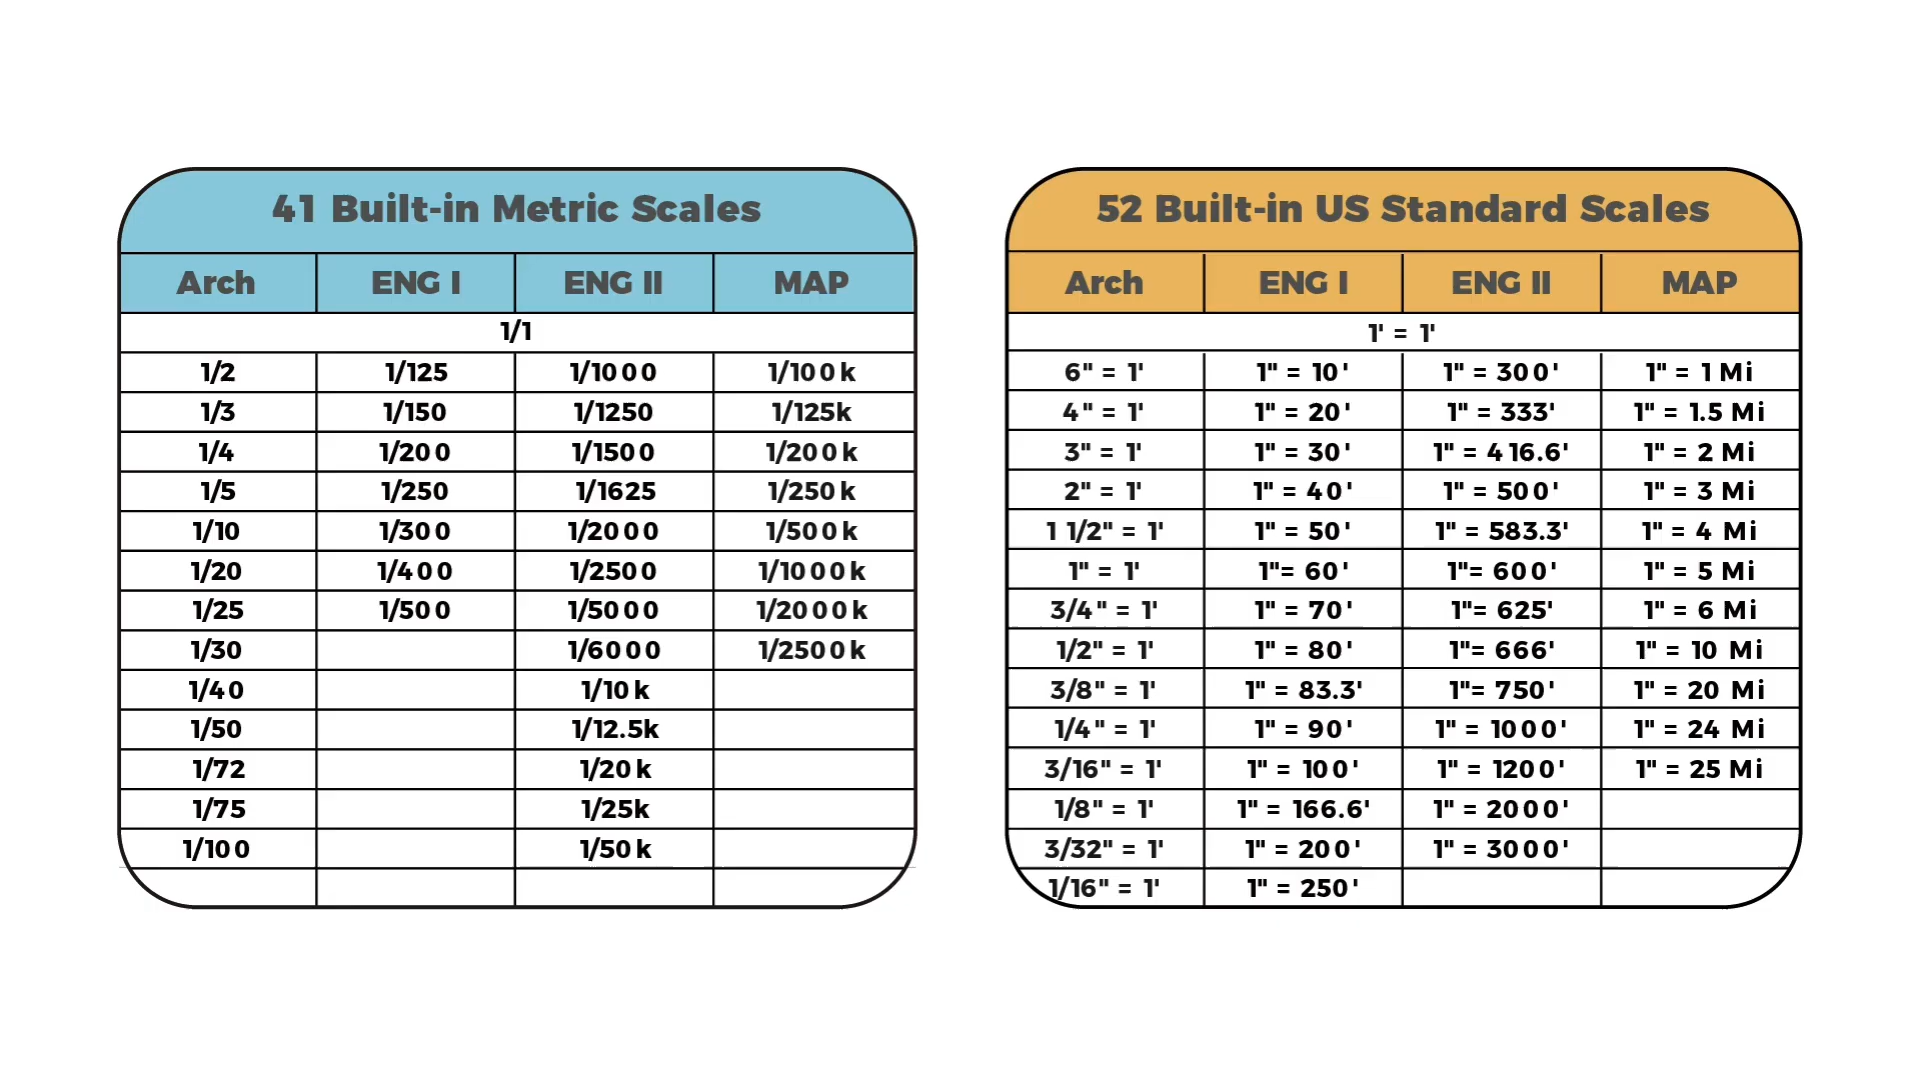 41 Built-in Metric Scales
Arch ENG I ENG II MAP
1/1
1/2 1/125 1/1000 1/100k
1/3 1/150 1/1250 1/125k
1/4 1/200 1/1500 1/200k
1/5 1/250 1/1625 1/250k
1/10 1/300 1/2000 1/500k
1/20 1/400 1/2500 1/1000k
1/25 1/500 1/5000 1/2000k
1/30 1/6000 1/2500k
1/40 1/10k
1/50 1/12.5k
1/72 1/20k
1/75 1/25k
1/100 1/50k
52 Built-in US Standard Scales
Arch ENG I ENG II MAP
1' = 1'
6" = 1' 1" = 10' 1" = 300' 1" = 1 Mi
4" = 1' 1" = 20' 1" = 333' 1" = 1.5 Mi
3" = 1' 1" = 30' 1" = 416.6' 1" = 2 Mi
2" = 1' 1" = 40' 1" = 500' 1" = 3 Mi
1 1/2" = 1' 1" = 50' 1" = 583.3' 1" = 4 Mi
1" = 1' 1"= 60' 1"= 600' 1" = 5 Mi
3/4" = 1' 1" = 70' 1"= 625' 1" = 6 Mi
1/2" = 1' 1" = 80' 1"= 666' 1" = 10 Mi
3/8" = 1' 1" = 83.3' 1"= 750' 1" = 20 Mi
1/4" = 1' 1" = 90' 1" = 1000' 1" = 24 Mi
3/16" = 1' 1" = 100' 1" = 1200' 1" = 25 Mi
1/8" = 1' 1" = 166.6' 1" = 2000'
3/32" = 1' 1" = 200' 1" = 3000'
1/16" = 1' 1" = 250'